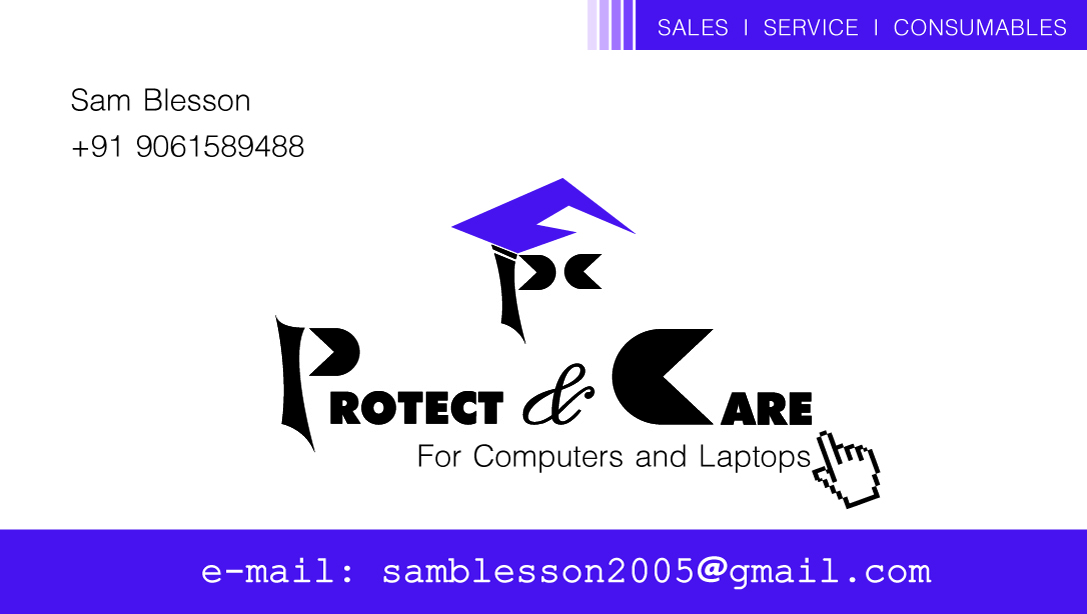 SALES I SERVICE I CONSUMABLES
Sam Blesson
+91 9061589488
PC
PROTECT & CARE
For Computers and Laptops
e-mail: samblesson2005@gmail.com